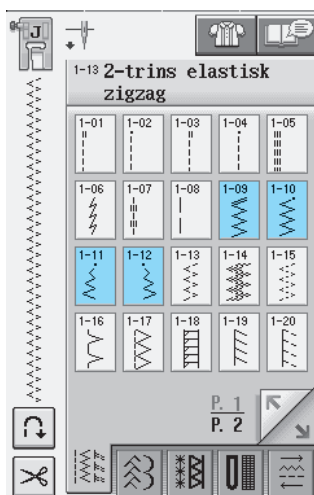 J
1-13 2-trins elastisk
zigzag
1-01 1-02 1-03 1-04 1-05
1-06 1-07 1-08 1-09 1-10
1-11 1-12 1-13 1-14 1-15
1-16 1-17 1-18 1-19 1-20
P. 1
P. 2